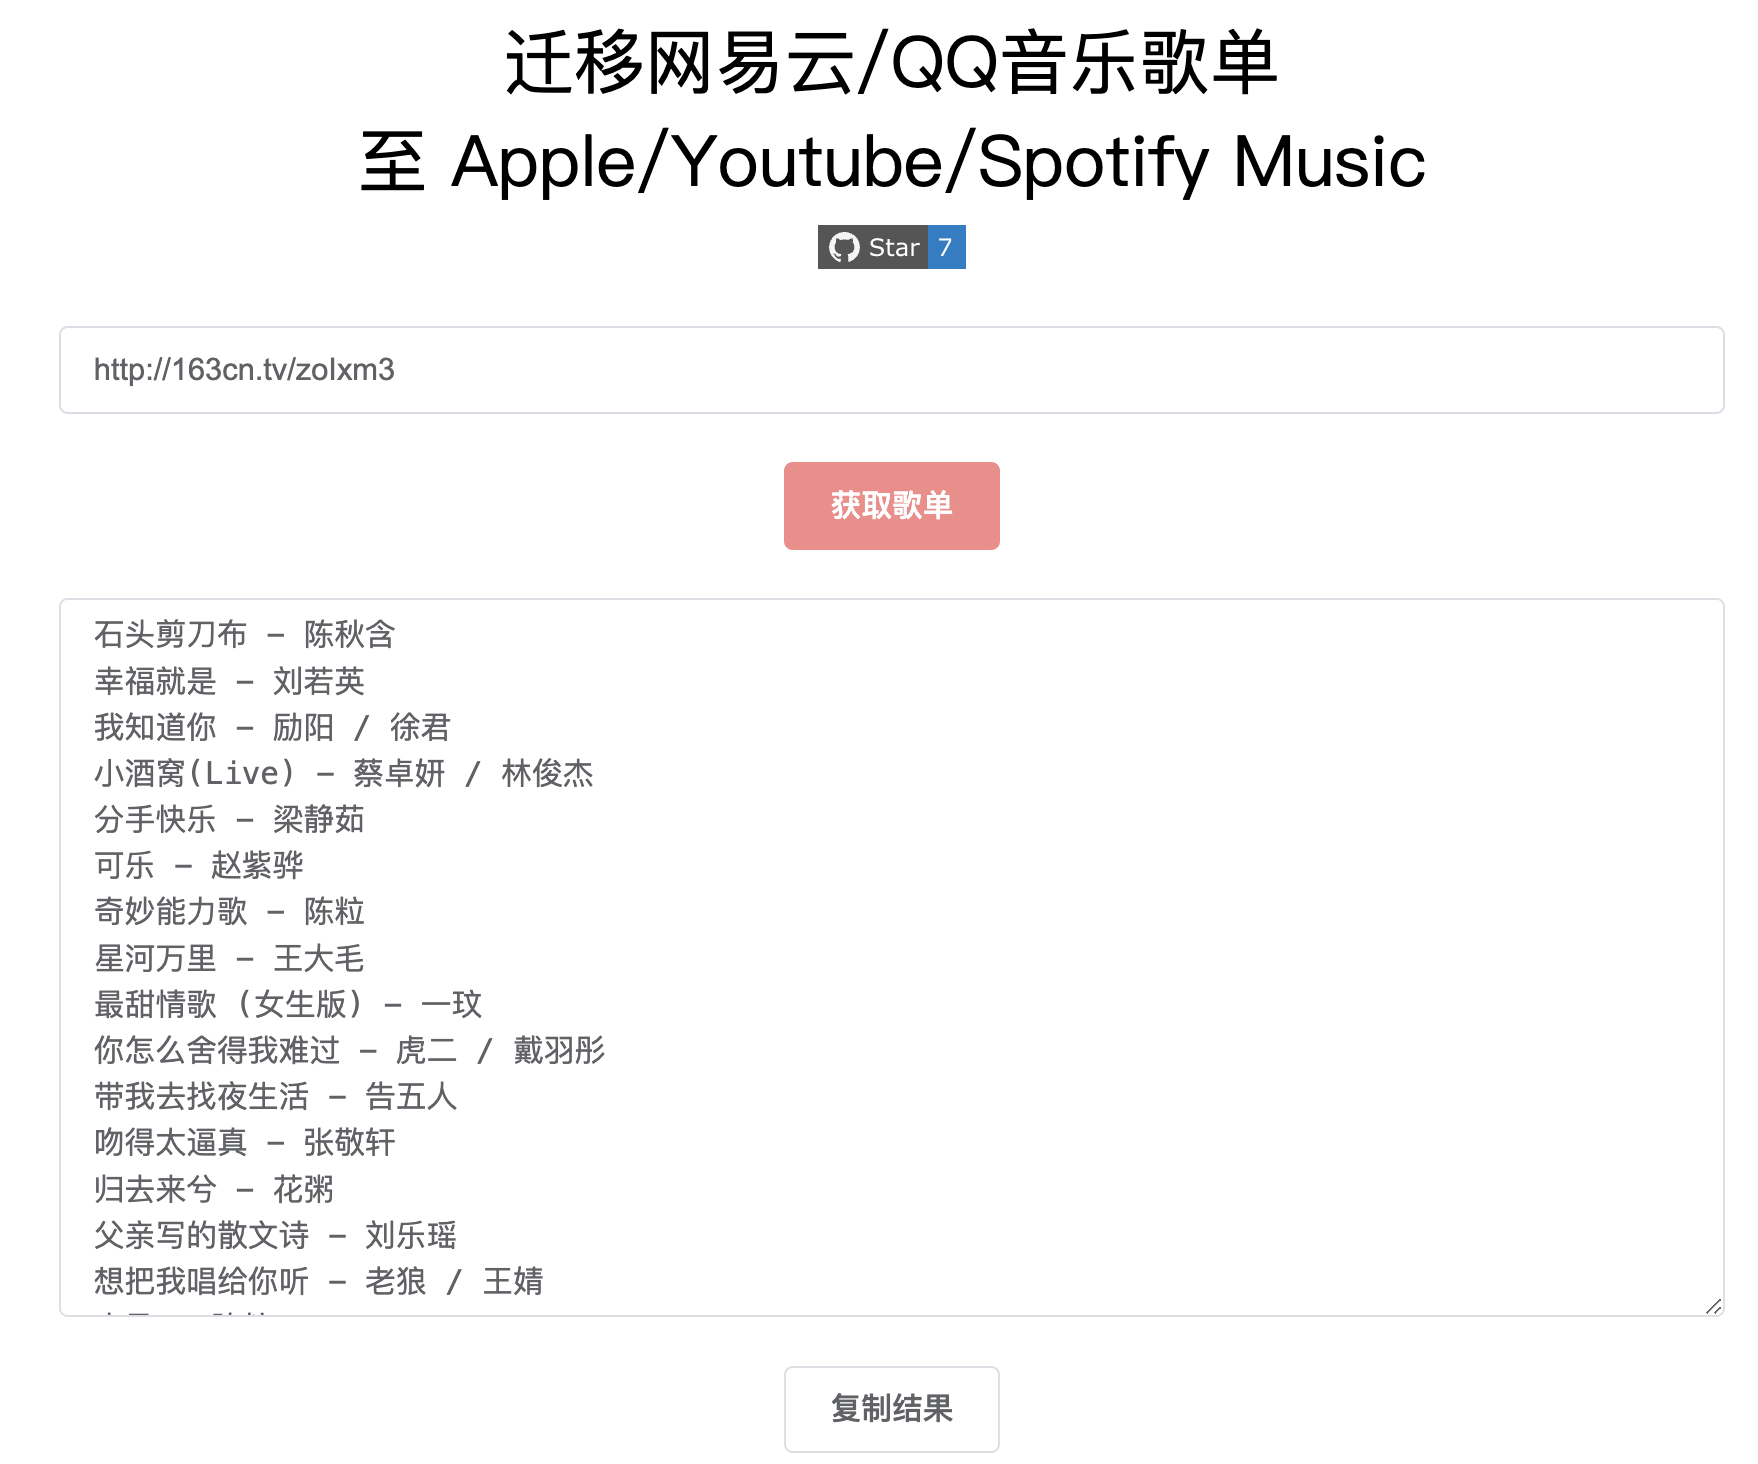 迁移网易云/QQ音乐歌单
至 Apple/Youtube/Spotify Music
Star 7
http://163cn.tv/zoIxm3
获取歌单
石头剪刀布 - 陈秋含
幸福就是 - 刘若英
我知道你 - 励阳 / 徐君
小酒窝(Live) - 蔡卓妍 / 林俊杰
分手快乐 - 梁静茹
可乐 - 赵紫骅
奇妙能力歌 - 陈粒
星河万里 - 王大毛
最甜情歌 (女生版) - 一玟
你怎么舍得我难过 - 虎二 / 戴羽彤
带我去找夜生活 - 告五人
吻得太逼真 - 张敬轩
归去来兮 - 花粥
父亲写的散文诗 - 刘乐瑶
想把我唱给你听 - 老狼 / 王婧
复制结果